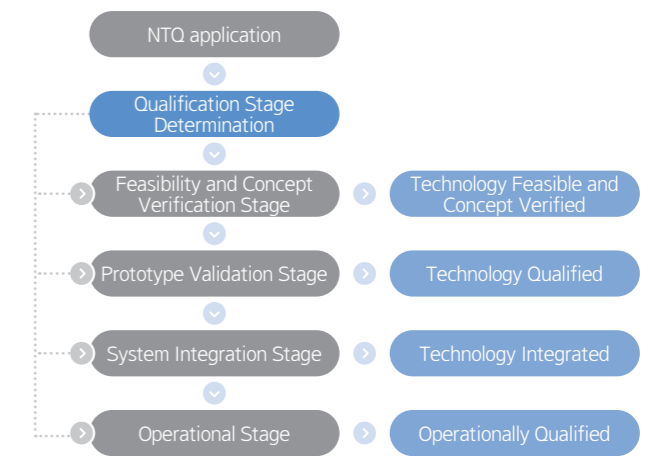 NTQ application
Qualification Stage
Determination
Feasibility and Concept
Verification Stage
Technology Feasible and
Concept Verified
Prototype Validation Stage
Technology Qualified
System Integration Stage
Technology Integrated
Operational Stage
Operationally Qualified